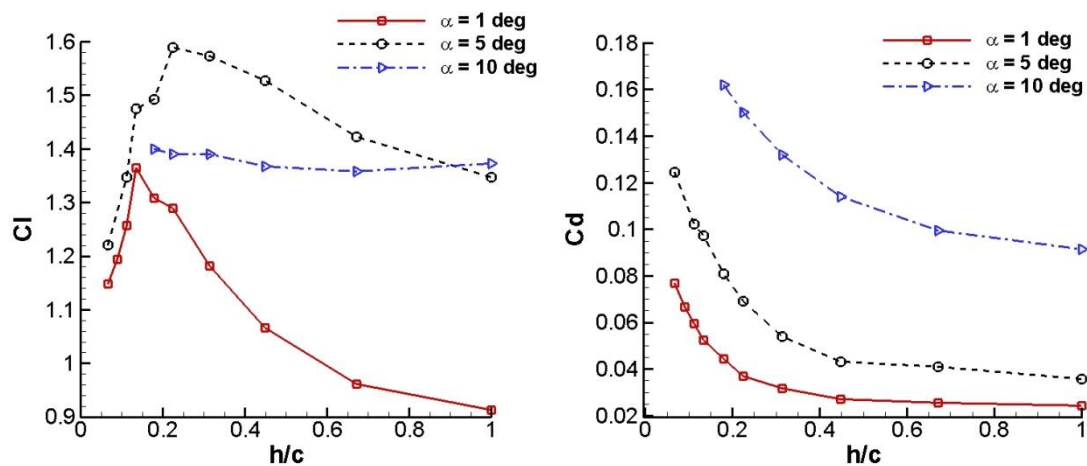 α = 1 deg
α = 5 deg
α = 10 deg
1.6
1.5
1.4
1.3
1.2
1.1
1
0.9
Cl
0 0.2 0.4 0.6 0.8 1
h/c
α = 1 deg
α = 5 deg
α = 10 deg
0.18
0.16
0.14
0.12
0.1
0.08
0.06
0.04
0.02
Cd
0 0.2 0.4 0.6 0.8 1
h/c